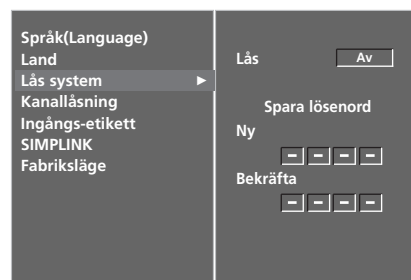 Språk(Language)
Land
Lås system ►
Kanallåsning
Ingångs-etikett
SIMPLINK
Fabriksläge
Lås Av
Spara lösenord
Ny
– – – –
Bekräfta
– – – –